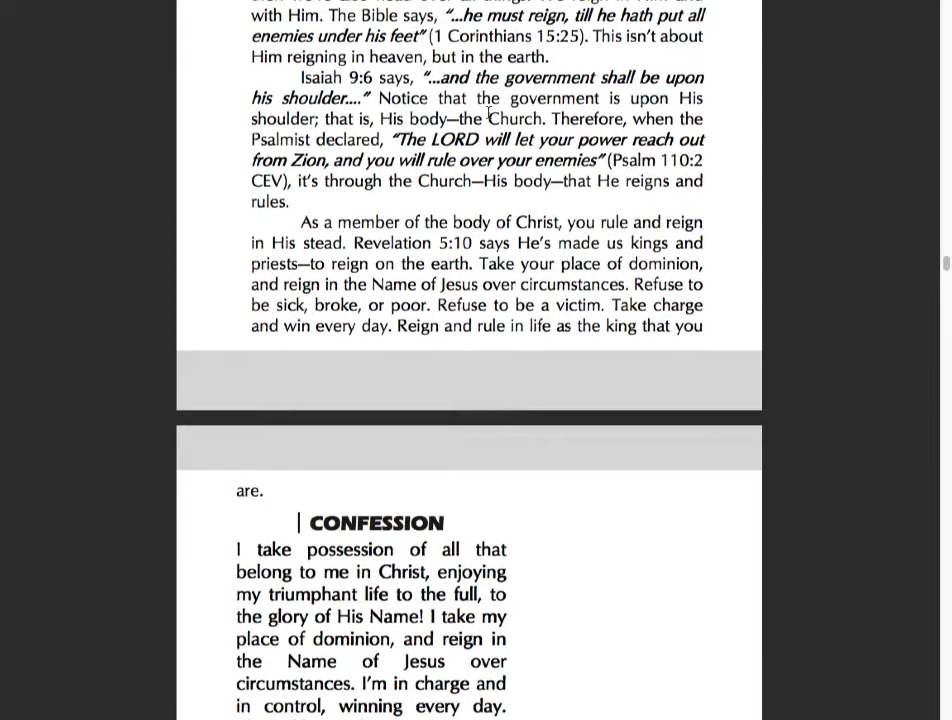 with Him. The Bible says, “...he must reign, till he hath put all
enemies under his feet” (1 Corinthians 15:25). This isn’t about
Him reigning in heaven, but in the earth.
Isaiah 9:6 says, “...and the government shall be upon
his shoulder....” Notice that the government is upon His
shoulder; that is, His body—the Church. Therefore, when the
Psalmist declared, “The LORD will let your power reach out
from Zion, and you will rule over your enemies” (Psalm 110:2
CEV), it’s through the Church—His body—that He reigns and
rules.
As a member of the body of Christ, you rule and reign
in His stead. Revelation 5:10 says He’s made us kings and
priests—to reign on the earth. Take your place of dominion,
and reign in the Name of Jesus over circumstances. Refuse to
be sick, broke, or poor. Refuse to be a victim. Take charge
and win every day. Reign and rule in life as the king that you
are.
CONFESSION
I take possession of all that
belong to me in Christ, enjoying
my triumphant life to the full, to
the glory of His Name! I take my
place of dominion, and reign in
the Name of Jesus over
circumstances. I’m in charge and
in control, winning every day.